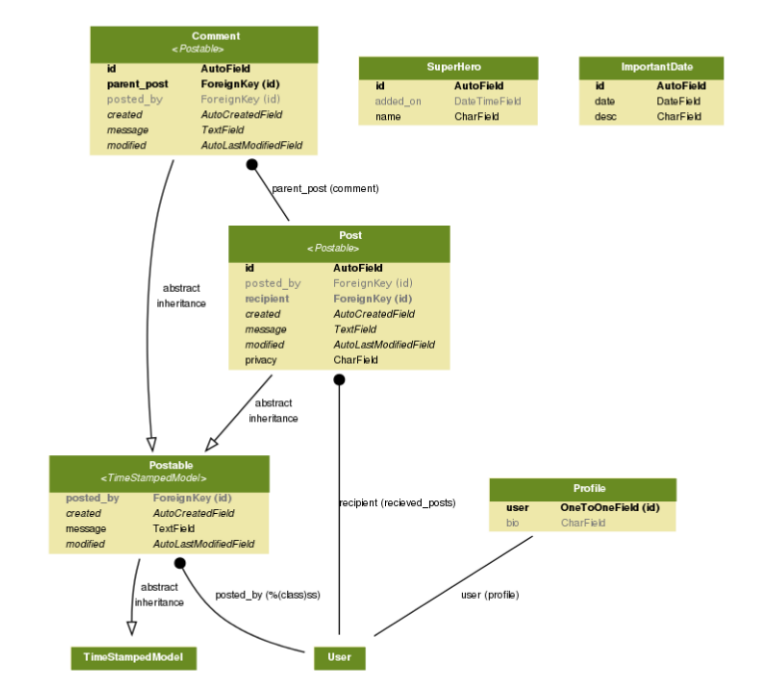 Comment
<Postable>
id AutoField
parent_post ForeignKey (id)
posted_by ForeignKey (id)
created AutoCreatedField
message TextField
modified AutoLastModifiedField
SuperHero
id AutoField
added_on DateTimeField
name CharField
ImportantDate
id AutoField
date DateField
desc CharField
parent_post (comment)
Post
<Postable>
id AutoField
posted_by ForeignKey (id)
recipient ForeignKey (id)
created AutoCreatedField
message TextField
modified AutoLastModifiedField
privacy CharField
abstract
inheritance
abstract
inheritance
Postable
<TimeStampedModel>
posted_by ForeignKey (id)
created AutoCreatedField
message TextField
modified AutoLastModifiedField
recipient (recieved_posts)
Profile
user OneToOneField (id)
bio CharField
abstract
inheritance
posted_by (%(class)ss)
user (profile)
TimeStampedModel
User